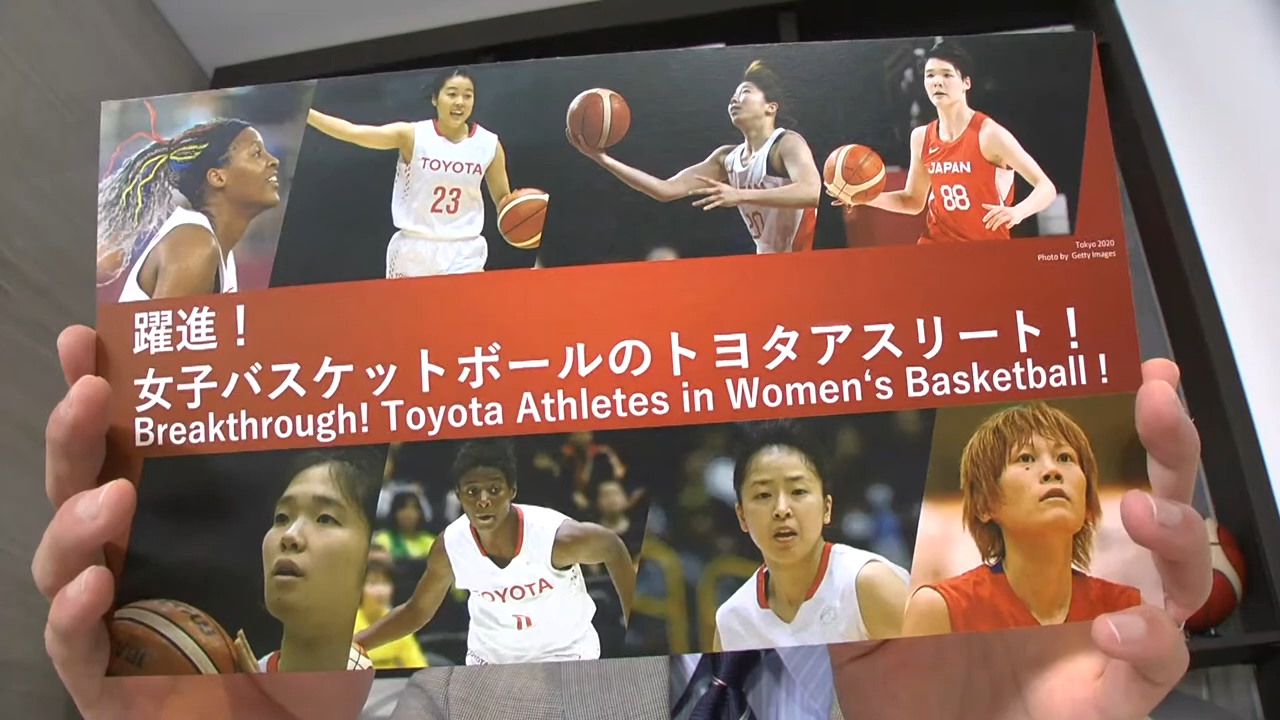 TOYOTA
23
20
JAPAN
88
Tokyo 2020
Photo by Getty Images
躍進！
女子バスケットボールのトヨタアスリート！
Breakthrough! Toyota Athletes in Women‘s Basketball !
TOYOTA
11